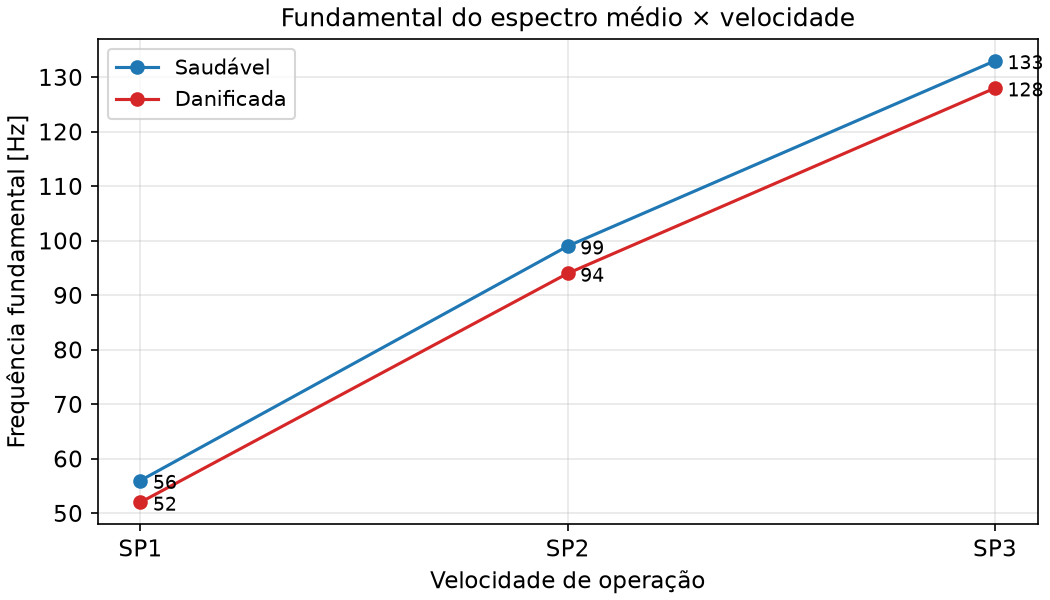 Fundamental do espectro médio × velocidade
Saudável
Danificada
Frequência fundamental [Hz]
130
120
110
100
90
80
70
60
50
133
128
99
94
56
52
SP1
SP2
SP3
Velocidade de operação